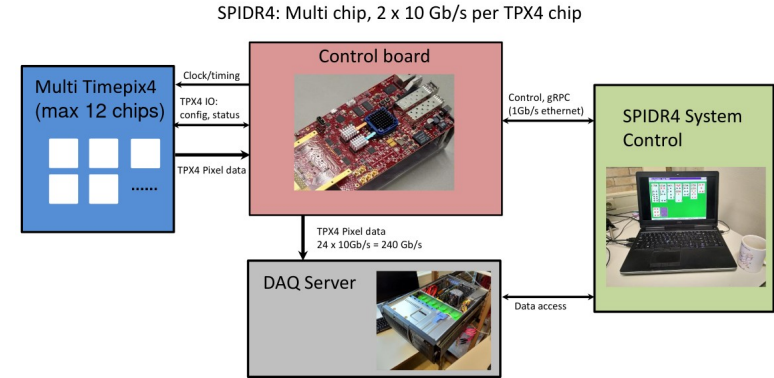 SPIDR4: Multi chip, 2 x 10 Gb/s per TPX4 chip
Control board
Clock/timing
Multi Timepix4
(max 12 chips)
TPX4 IO:
config, status
TPX4 Pixel data
......
Control, gRPC
(1Gb/s ethernet)
SPIDR4 System
Control
TPX4 Pixel data
24 x 10Gb/s = 240 Gb/s
DAQ Server
Data access